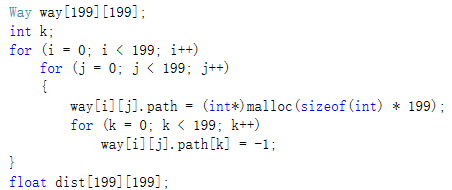 Way way[199][199];
int k;
for (i = 0; i < 199; i++)
    for (j = 0; j < 199; j++)
    {
        way[i][j].path = (int*)malloc(sizeof(int) * 199);
        for (k = 0; k < 199; k++)
            way[i][j].path[k] = -1;
}
float dist[199][199];